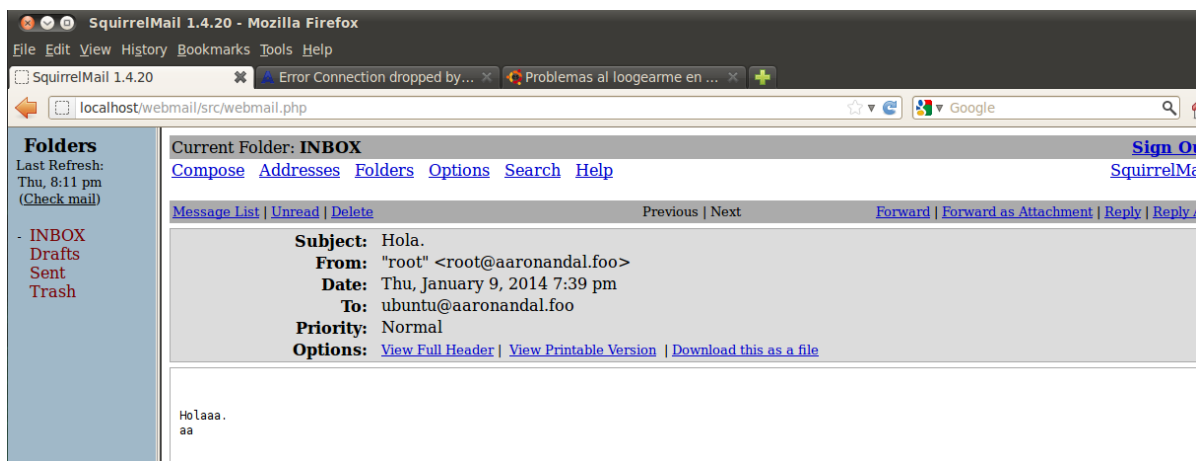 SquirrelMail 1.4.20 - Mozilla Firefox
File Edit View History Bookmarks Tools Help
SquirrelMail 1.4.20
Error Connection dropped by...
Problemas al loogearme en ...
localhost/webmail/src/webmail.php
Google
Folders
Last Refresh:
Thu, 8:11 pm
(Check mail)
- INBOX
Drafts
Sent
Trash
Current Folder: INBOX
Sign Ou
Compose Addresses Folders Options Search Help
SquirrelMa
Message List | Unread | Delete
Previous | Next
Forward | Forward as Attachment | Reply | Reply A
Subject: Hola.
From: "root" <root@aaronandal.foo>
Date: Thu, January 9, 2014 7:39 pm
To: ubuntu@aaronandal.foo
Priority: Normal
Options: View Full Header | View Printable Version | Download this as a file
Holaaa.
aa